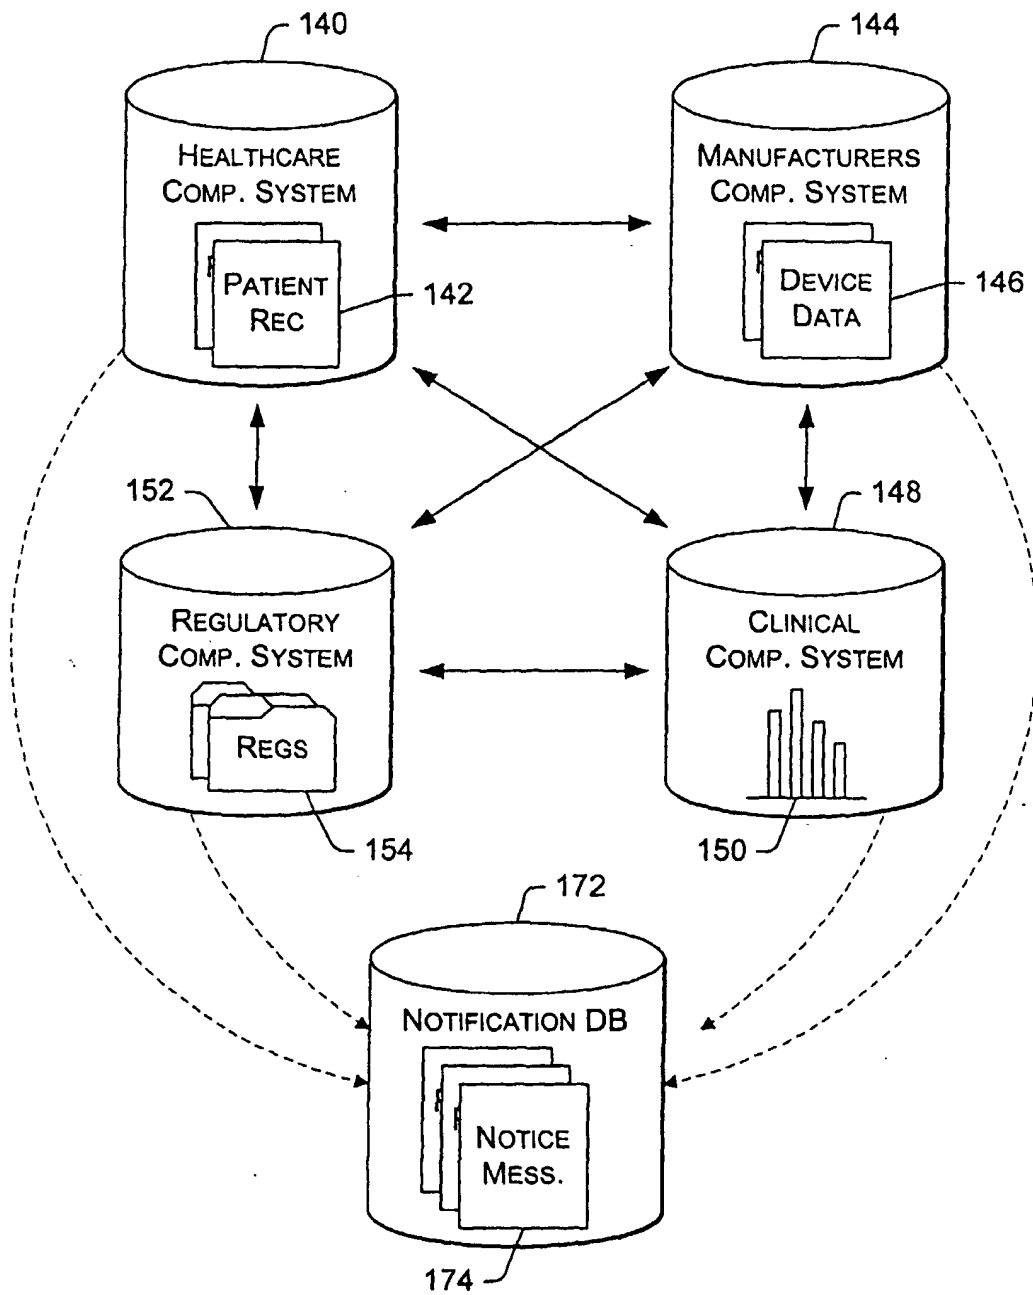 140
144
HEALTHCARE
COMP. SYSTEM
MANUFACTURERS
COMP. SYSTEM
PATIENT
REC
142
DEVICE
DATA
146
152
148
REGULATORY
COMP. SYSTEM
CLINICAL
COMP. SYSTEM
REGS
154
150
172
NOTIFICATION DB
NOTICE
MESS.
174